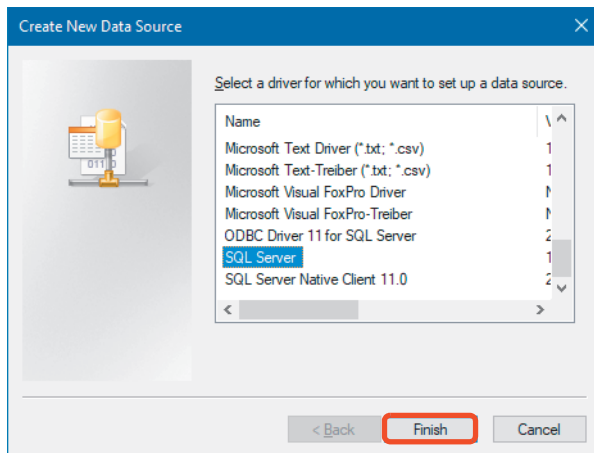 Create New Data Source
Select a driver for which you want to set up a data source.
Name
Microsoft Text Driver (*.txt; *.csv)
Microsoft Text-Treiber (*.txt; *.csv)
Microsoft Visual FoxPro Driver
Microsoft Visual FoxPro-Treiber
ODBC Driver 11 for SQL Server
SQL Server
SQL Server Native Client 11.0
< Back Finish Cancel